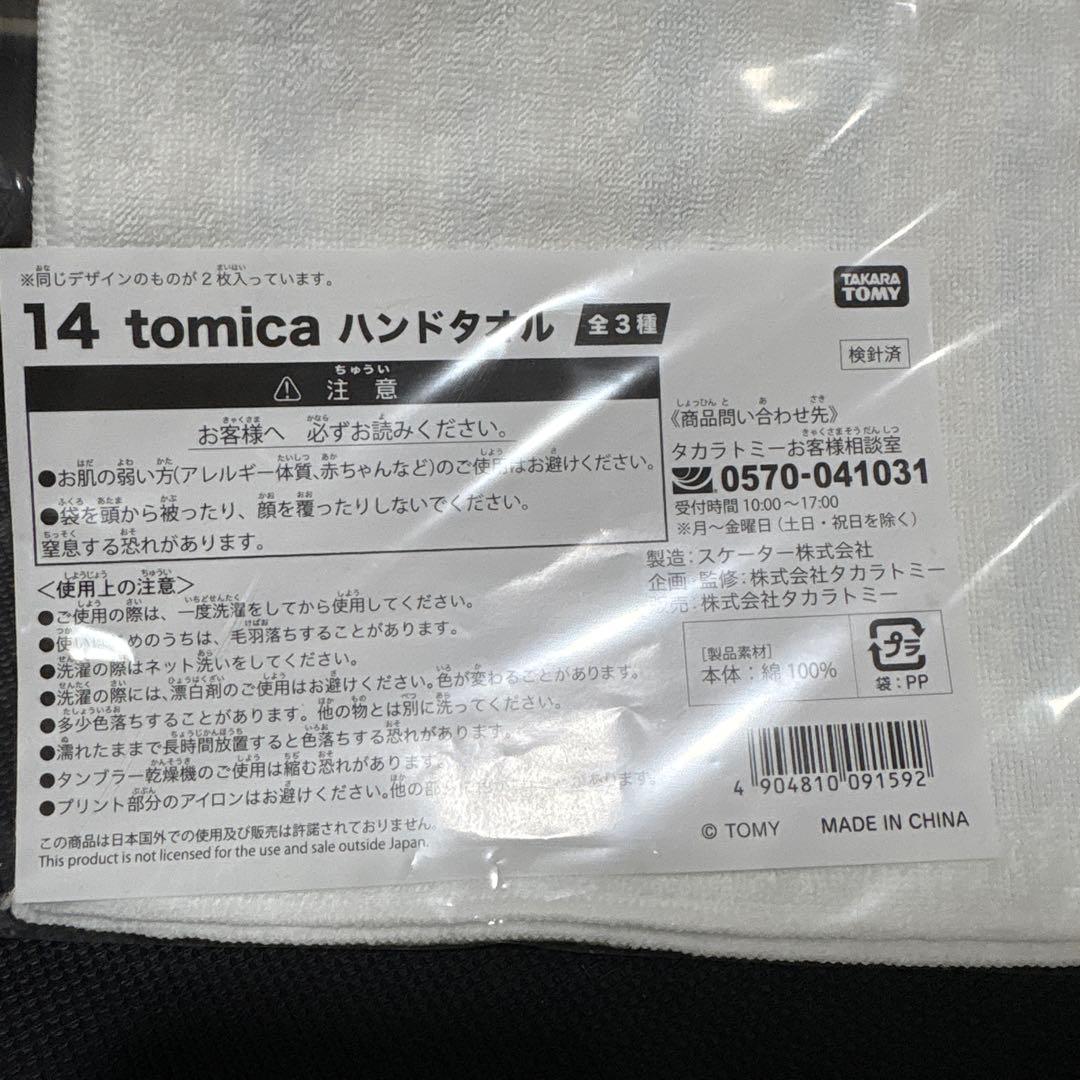 ※同じデザインのものが2枚入っています。
14 tomica ハンドタオル 全3種
TAKARA TOMY
検針済
⚠ 注意
お客様へ 必ずお読みください。
●お肌の弱い方(アレルギー体質、赤ちゃんなど)のご使用はお避けください。
●袋を頭から被ったり、顔を覆ったりしないでください。
窒息する恐れがあります。
《商品問い合わせ先》
タカラトミーお客様相談室
0570-041031
受付時間 10:00〜17:00
※月〜金曜日(土日・祝日を除く)
製造:スケーター株式会社
企画・監修:株式会社タカラトミー
販売:株式会社タカラトミー
[製品素材]
本体:綿 100%
プラ
袋:PP
<使用上の注意>
●ご使用の際は、一度洗濯をしてから使用してください。
●使いはじめのうちは、毛羽落ちすることがあります。
●洗濯の際はネット洗いをしてください。
●洗濯の際には、漂白剤のご使用はお避けください。色が変わることがあります。
●多少色落ちすることがあります。他の物とは別に洗ってください。
●濡れたままで長時間放置すると色落ちする恐れがあります。
●タンブラー乾燥機のご使用は縮む恐れがあります。
●プリント部分のアイロンはお避けください。他の部分に があります。
この商品は日本国外での使用及び販売は許諾されておりません。
This product is not licensed for the use and sale outside Japan.
4 904810 091592
© TOMY MADE IN CHINA